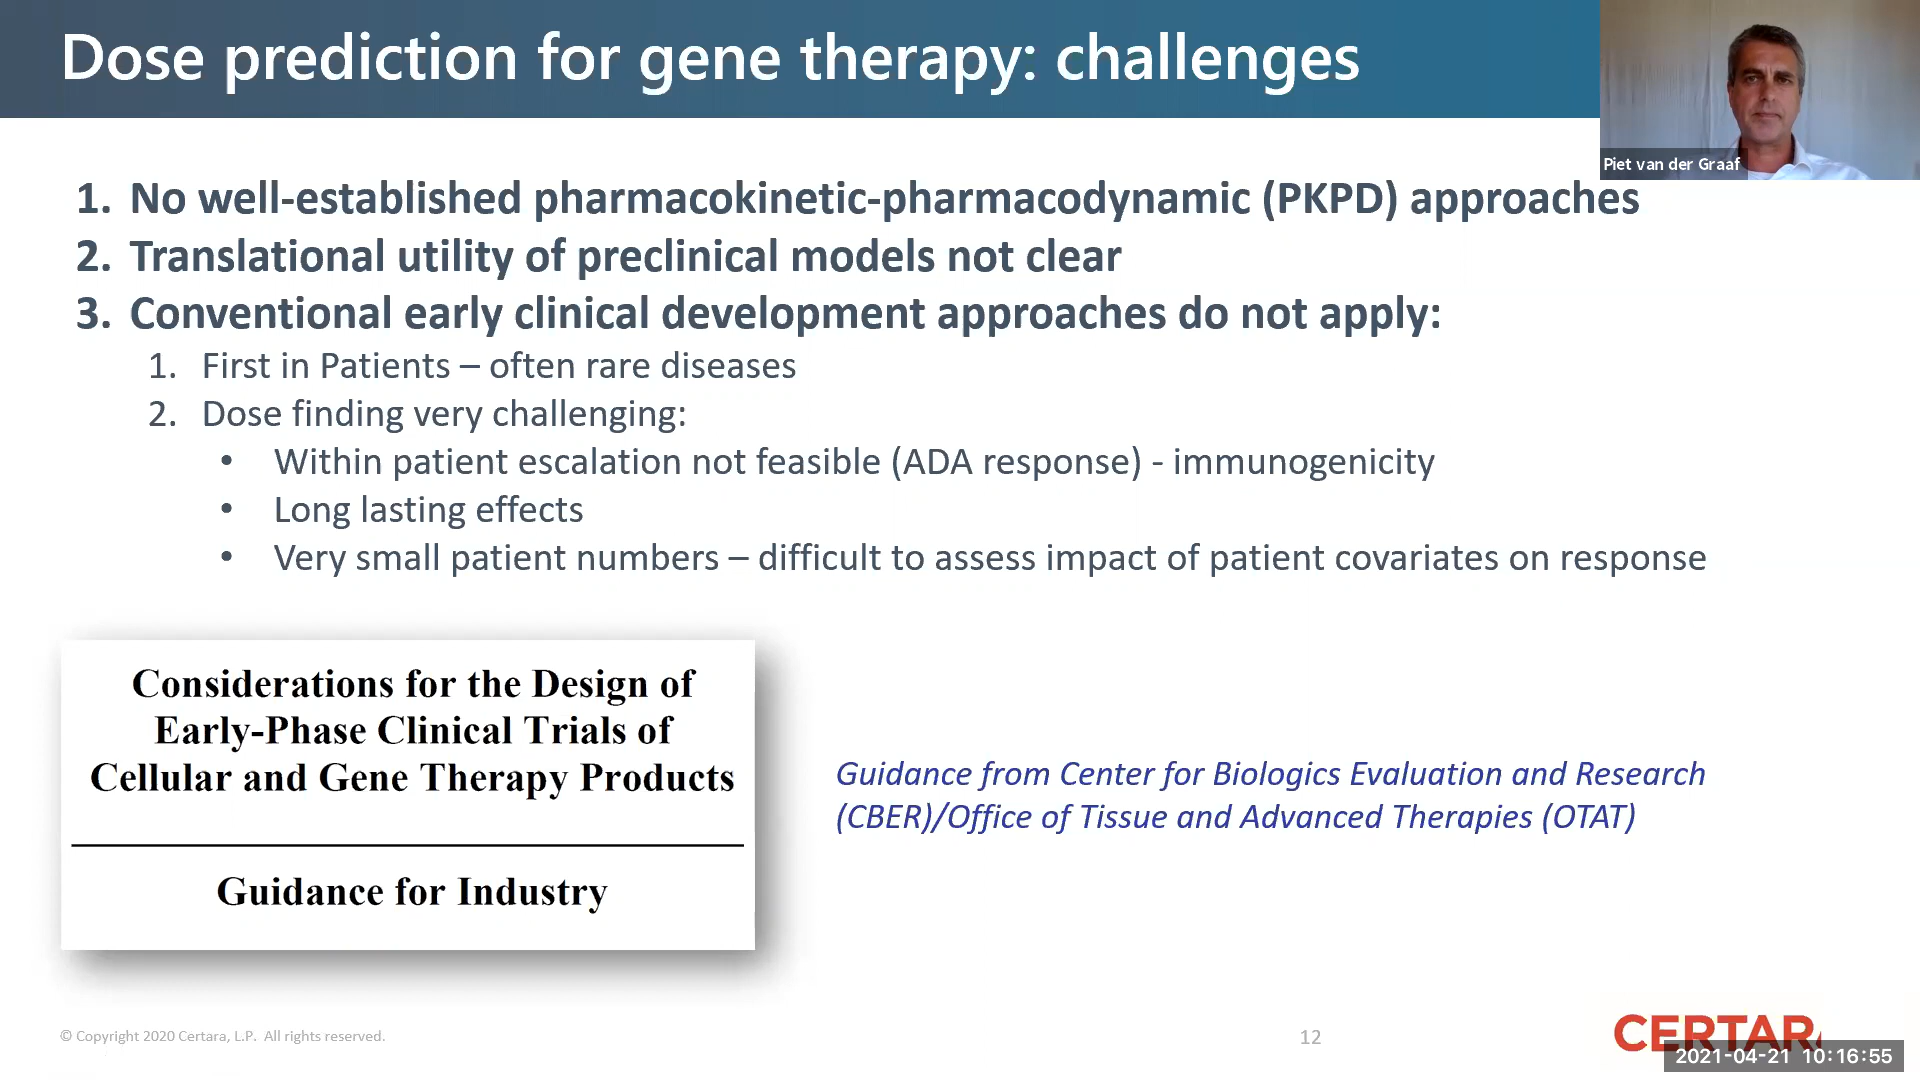 Dose prediction for gene therapy: challenges
Piet van der Graaf
1. No well-established pharmacokinetic-pharmacodynamic (PKPD) approaches
2. Translational utility of preclinical models not clear
3. Conventional early clinical development approaches do not apply:
1. First in Patients – often rare diseases
2. Dose finding very challenging:
• Within patient escalation not feasible (ADA response) - immunogenicity
• Long lasting effects
• Very small patient numbers – difficult to assess impact of patient covariates on response
Considerations for the Design of
Early-Phase Clinical Trials of
Cellular and Gene Therapy Products
Guidance for Industry
Guidance from Center for Biologics Evaluation and Research
(CBER)/Office of Tissue and Advanced Therapies (OTAT)
© Copyright 2020 Certara, L.P. All rights reserved.
12
CERTARA
2021-04-21 10:16:55